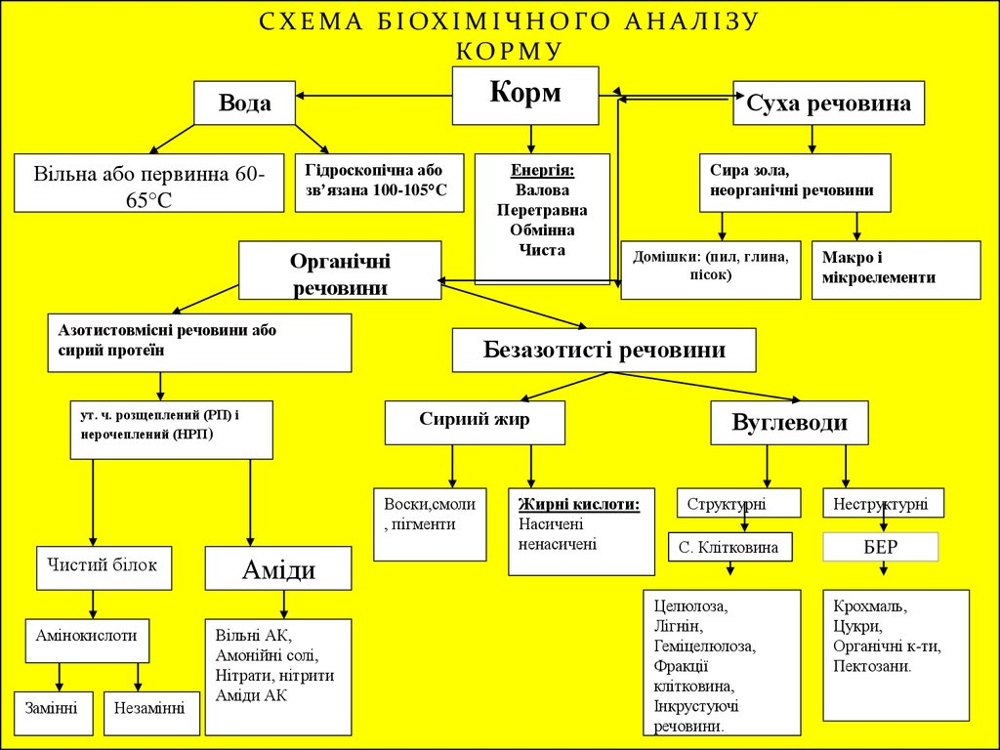 СХЕМА БІОХІМІЧНОГО АНАЛІЗУ
КОРМУ
Корм
Вода
Суха речовина
Вільна або первинна 60-
65°С
Гідроскопічна або
зв’язана 100-105°С
Енергія:
Валова
Перетравна
Обмінна
Чиста
Сира зола,
неорганічні речовини
Органічні
речовини
Домішки: (пил, глина,
пісок)
Макро і
мікроелементи
Азотистовмісні речовини або
сирий протеїн
Безазотисті речовини
ут. ч. розщеплений (РП) і
нерочеплений (НРП)
Сириий жир
Вуглеводи
Воски,смоли
, пігменти
Жирні кислоти:
Насичені
ненасичені
Структурні
Неструктурні
С. Клітковина
БЕР
Чистий білок
Аміди
Амінокислоти
Вільні АК,
Амонійні солі,
Нітрати, нітрити
Аміди АК
Целюлоза,
Лігнін,
Геміцелюлоза,
Фракції
клітковина,
Інкрустуючі
речовини.
Крохмаль,
Цукри,
Органічні к-ти,
Пектозани.
Замінні
Незамінні